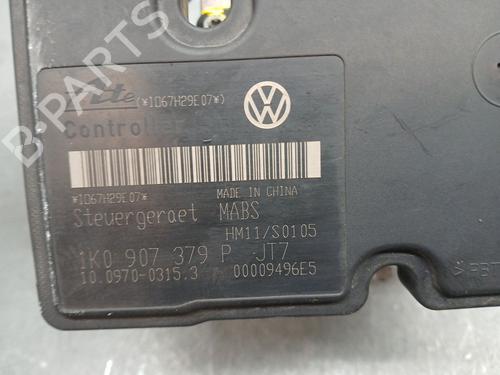 Ate (*1D67H29E07*)
Controller
*1D67H29E07* MADE IN CHINA
Steuergeraet MABS
HM11/S0105
1K0 907 379 P JT7
10.0970-0315.3 00009496E5